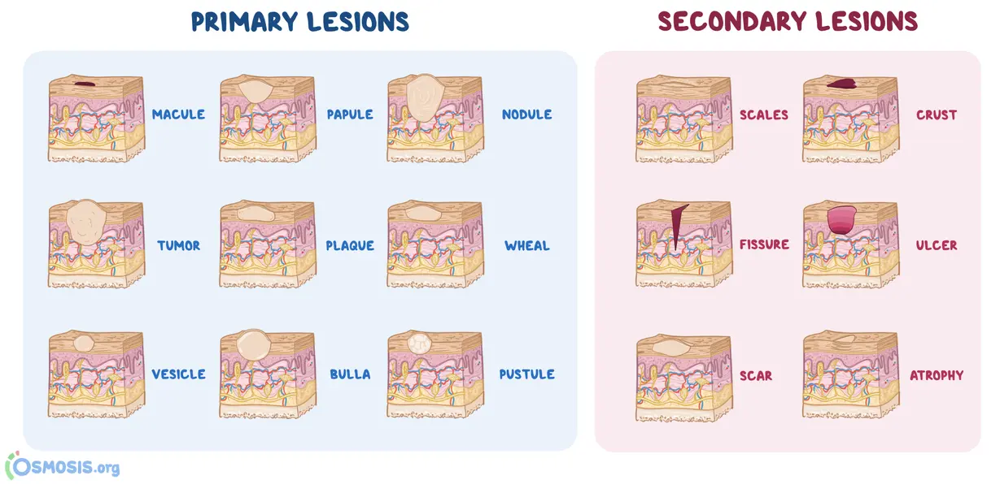 PRIMARY LESIONS
MACULE
PAPULE
NODULE
TUMOR
PLAQUE
WHEAL
VESICLE
BULLA
PUSTULE
SECONDARY LESIONS
SCALES
CRUST
FISSURE
ULCER
SCAR
ATROPHY
OSMOSIS.org